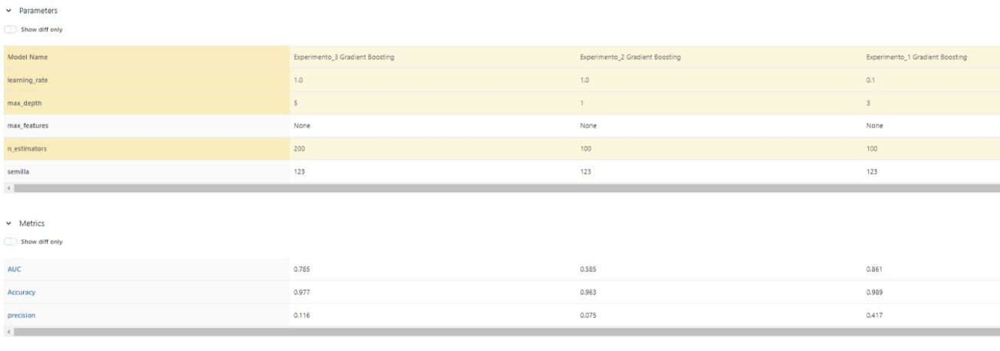 Parameters
Show diff only
Model Name Experimento_3 Gradient Boosting Experimento_2 Gradient Boosting Experimento_1 Gradient Boosting
learning_rate 1.0 1.0 0.1
max_depth 5 1 3
max_features None None None
n_estimators 200 100 100
semilla 123 123 123
Metrics
Show diff only
AUC 0.785 0.585 0.861
Accuracy 0.977 0.963 0.989
precision 0.116 0.075 0.417